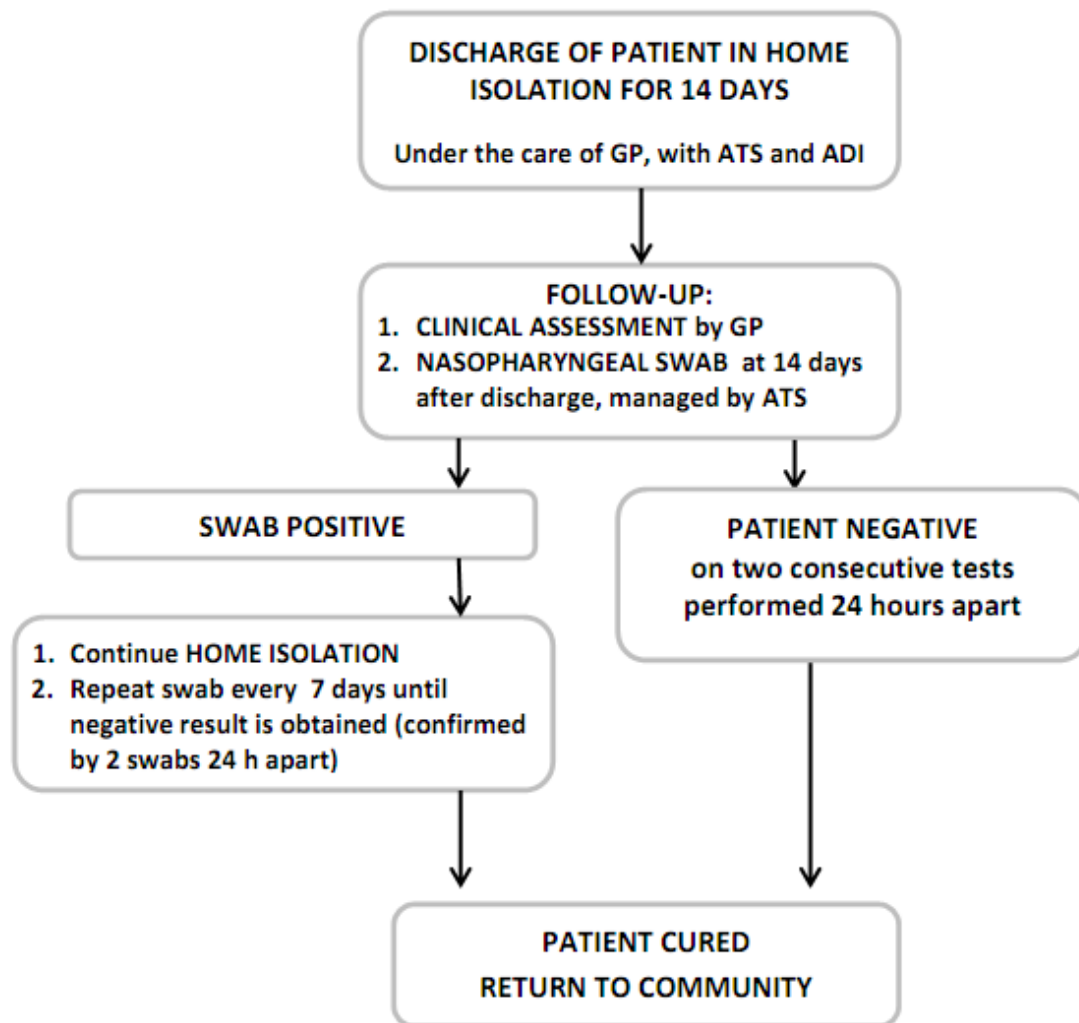 DISCHARGE OF PATIENT IN HOME
ISOLATION FOR 14 DAYS
Under the care of GP, with ATS and ADI
FOLLOW-UP:
1. CLINICAL ASSESSMENT by GP
2. NASOPHARYNGEAL SWAB at 14 days
after discharge, managed by ATS
SWAB POSITIVE
PATIENT NEGATIVE
on two consecutive tests
performed 24 hours apart
1. Continue HOME ISOLATION
2. Repeat swab every 7 days until
negative result is obtained (confirmed
by 2 swabs 24 h apart)
PATIENT CURED
RETURN TO COMMUNITY